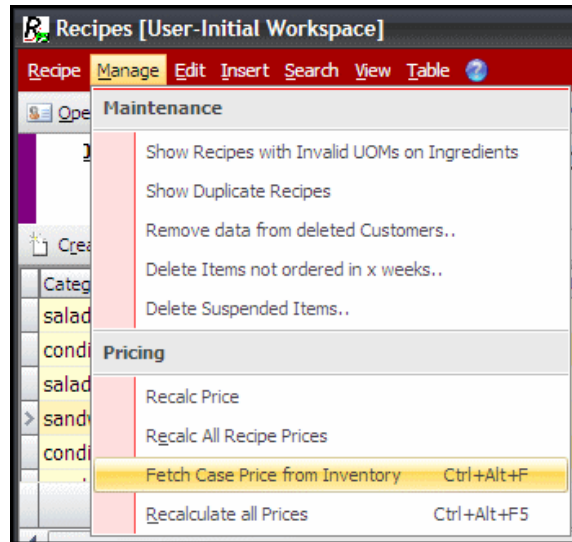 Recipes [User-Initial Workspace]
Recipe Manage Edit Insert Search View Table
Maintenance
Show Recipes with Invalid UOMs on Ingredients
Show Duplicate Recipes
Remove data from deleted Customers..
Delete Items not ordered in x weeks..
Delete Suspended Items..
Categ
salad
condi
Pricing
salad
Recalc Price
sandv
Recalc All Recipe Prices
condi
Fetch Case Price from Inventory Ctrl+Alt+F
Recalculate all Prices Ctrl+Alt+F5